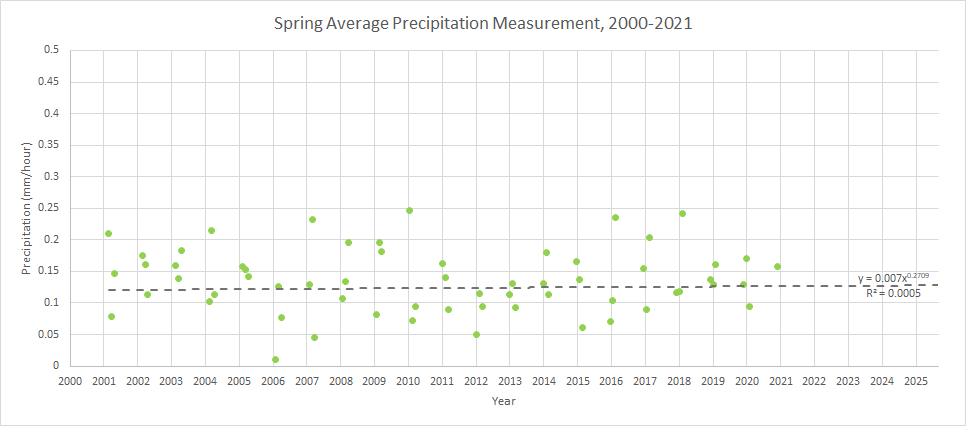 Spring Average Precipitation Measurement, 2000-2021
0.5
0.45
0.4
0.35
0.3
0.25
0.2
0.15
0.1
0.05
0
Precipitation (mm/hour)
y = 0.007x^0.2709
R² = 0.0005
2000 2001 2002 2003 2004 2005 2006 2007 2008 2009 2010 2011 2012 2013 2014 2015 2016 2017 2018 2019 2020 2021 2022 2023 2024 2025
Year